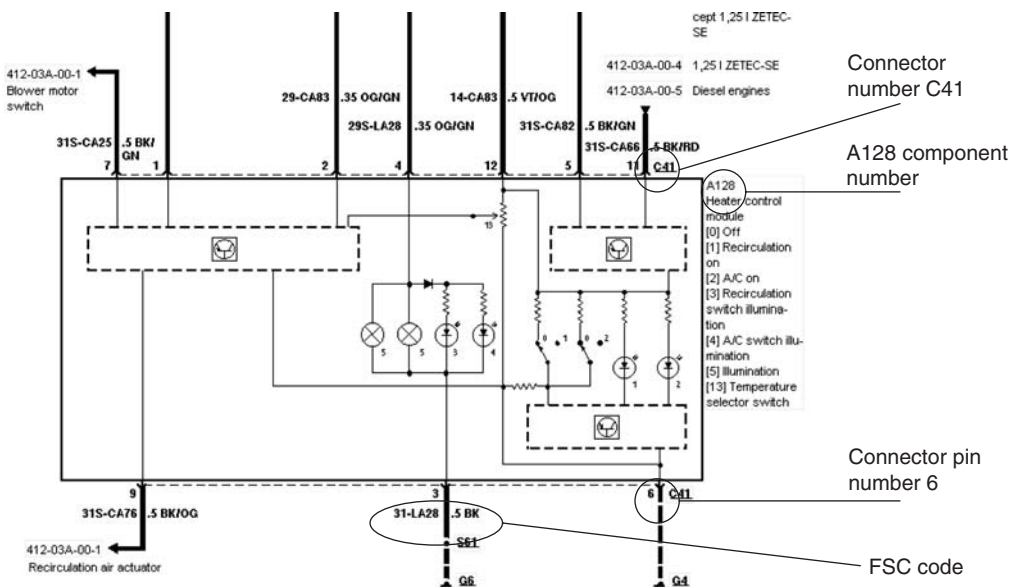 cept 1,25 l ZETEC-
SE
412-03A-00-4 1,25 l ZETEC-SE
412-03A-00-5 Diesel engines
412-03A-00-1
Blower motor
switch
29-CA83 .35 OG/GN
14-CA83 .5 VT/OG
29S-LA28 .35 OG/GN
31S-CA82 .5 BK/GN
31S-CA25 .5 BK/
GN
31S-CA66 .5 BK/RD
7 1 2 4 12 5 11 C41
Connector
number C41
A128 component
number
A128
Heater control
module
[0] Off
[1] Recirculation
on
[2] A/C on
[3] Recirculation
switch illumina-
tion
[4] A/C switch illu-
mination
[5] Illumination
[13] Temperature
selector switch
13
5 5 3 4
0 1 0 2
1 2
9 3 6 C41
31S-CA76 .5 BK/OG
31-LA28 .5 BK
S61
412-03A-00-1
Recirculation air actuator
G6 G4
Connector pin
number 6
FSC code